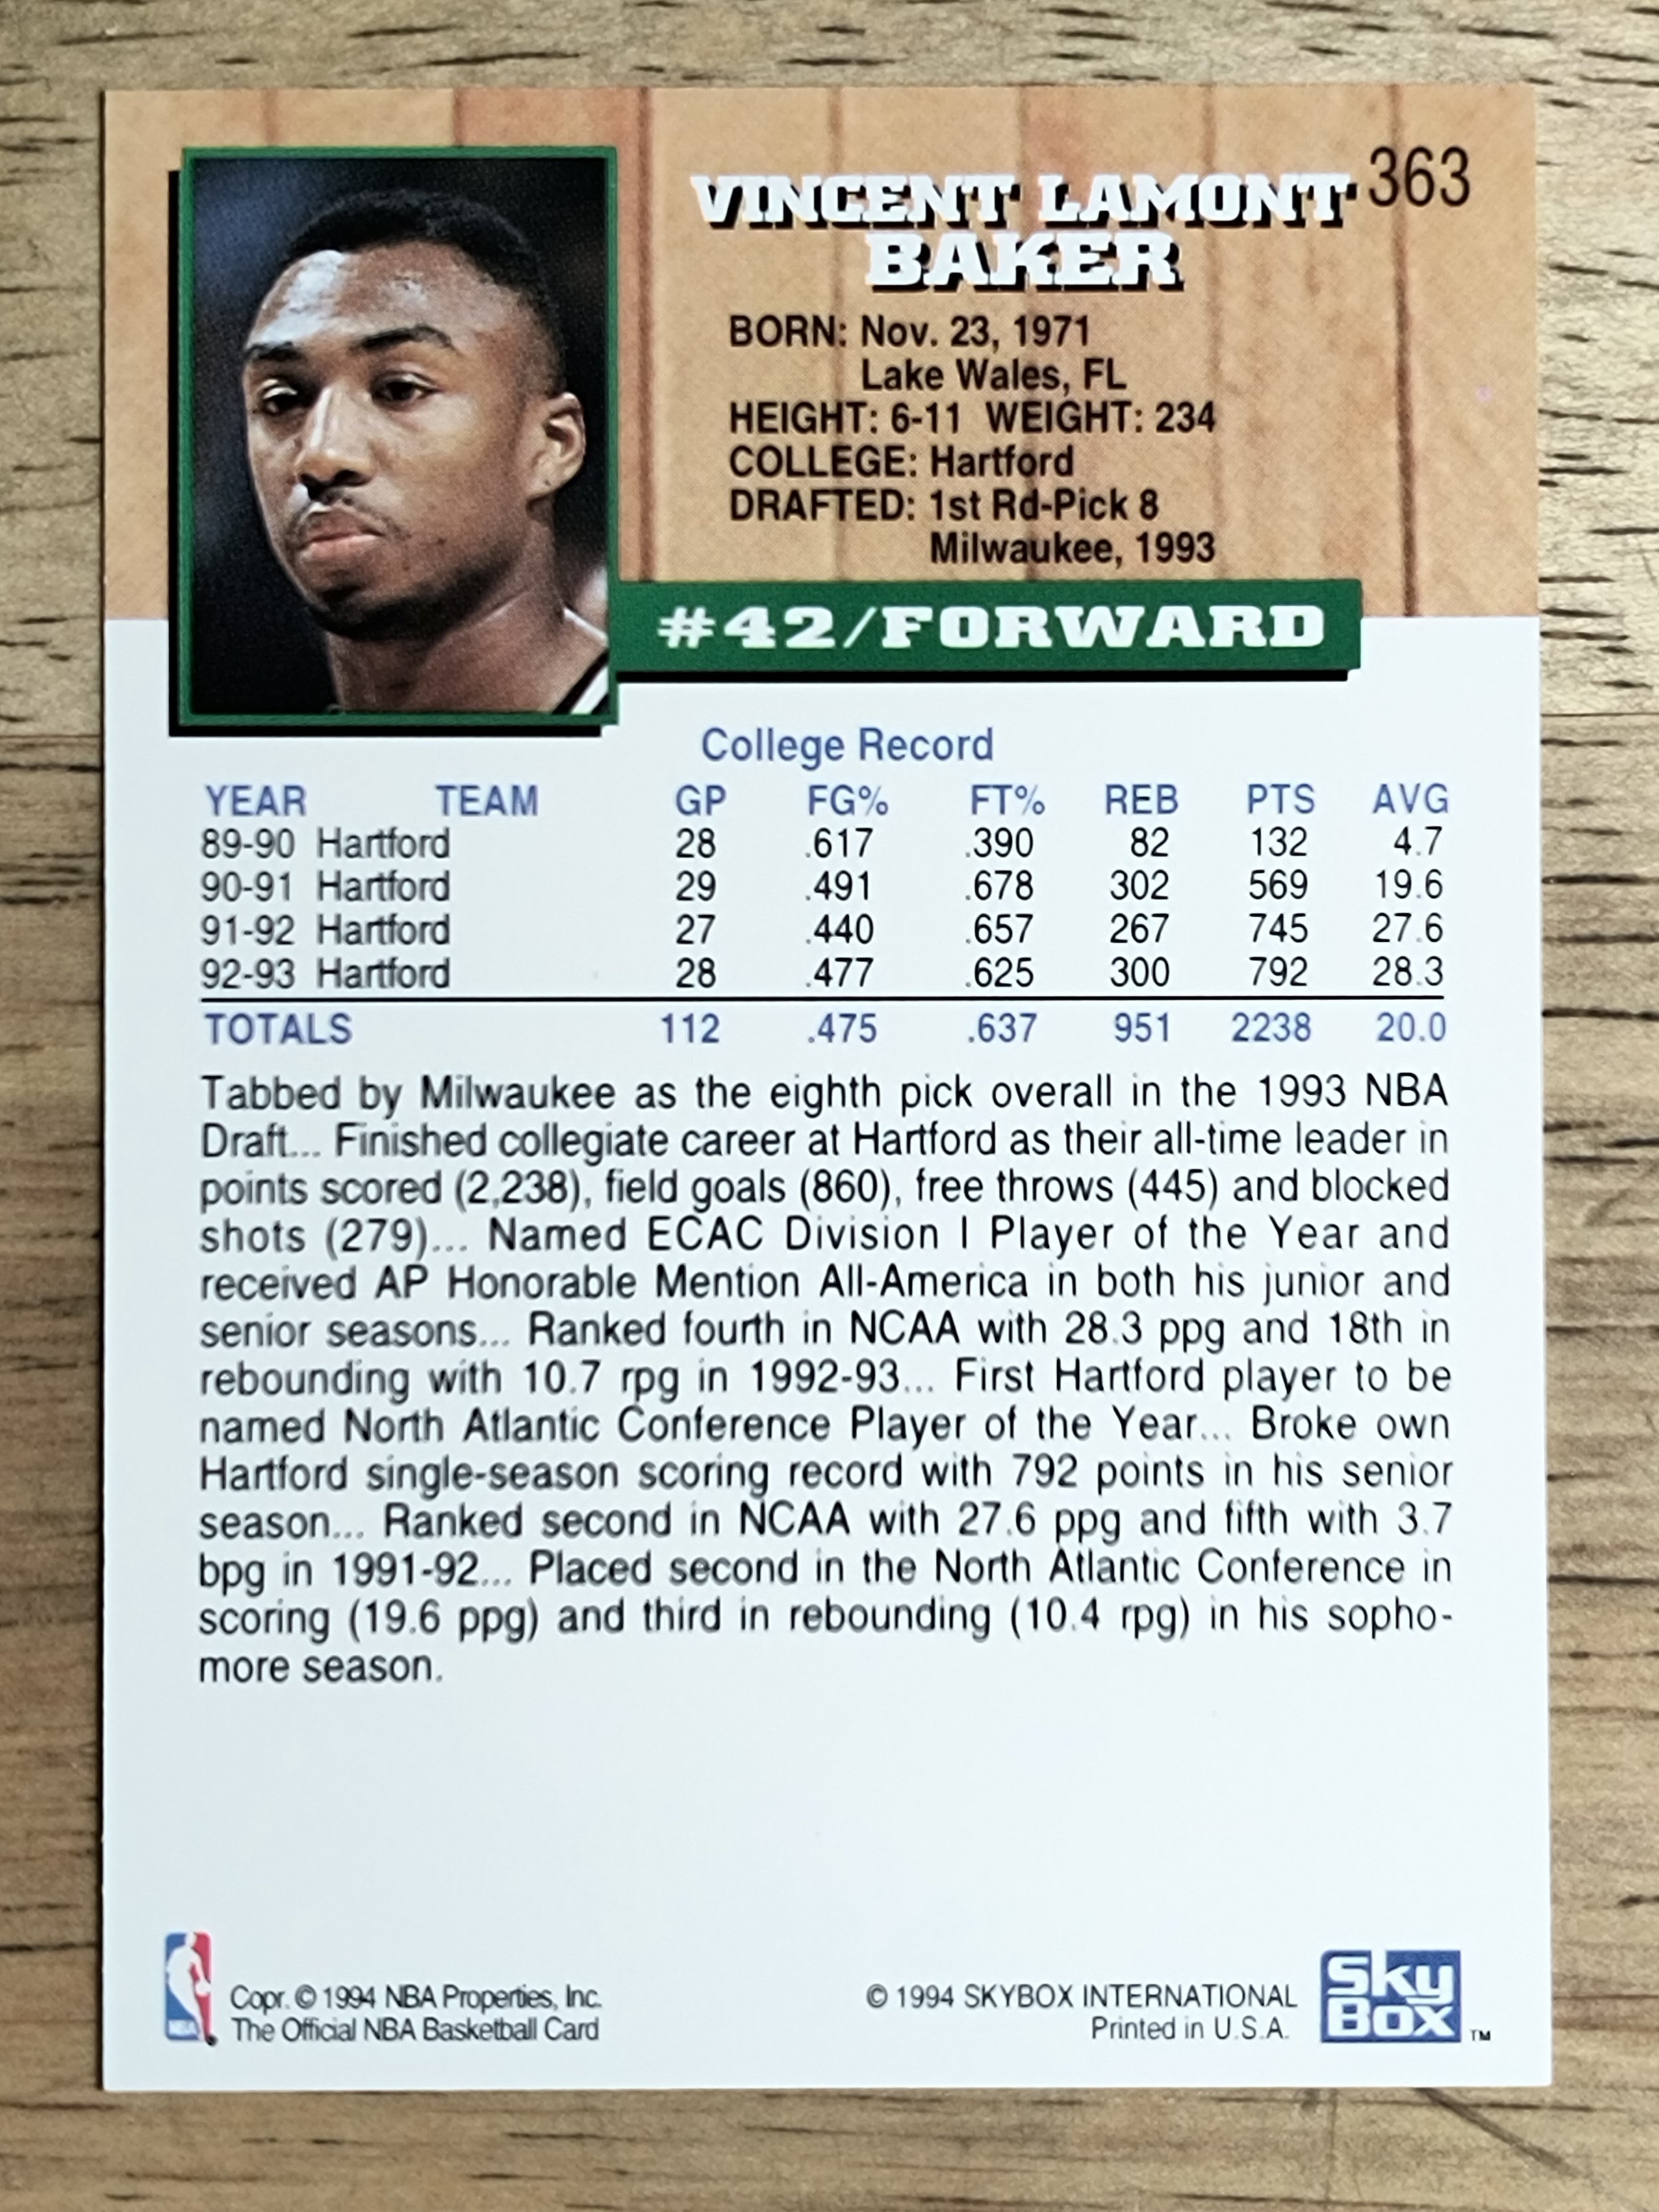 363
VINCENT LAMONT
BAKER
BORN: Nov. 23, 1971
Lake Wales, FL
HEIGHT: 6-11 WEIGHT: 234
COLLEGE: Hartford
DRAFTED: 1st Rd-Pick 8
Milwaukee, 1993
#42/FORWARD
College Record
YEAR TEAM GP FG% FT% REB PTS AVG
89-90 Hartford 28 .617 .390 82 132 4.7
90-91 Hartford 29 .491 .678 302 569 19.6
91-92 Hartford 27 .440 .657 267 745 27.6
92-93 Hartford 28 .477 .625 300 792 28.3
TOTALS 112 .475 .637 951 2238 20.0
Tabbed by Milwaukee as the eighth pick overall in the 1993 NBA
Draft... Finished collegiate career at Hartford as their all-time leader in
points scored (2,238), field goals (860), free throws (445) and blocked
shots (279)... Named ECAC Division I Player of the Year and
received AP Honorable Mention All-America in both his junior and
senior seasons... Ranked fourth in NCAA with 28.3 ppg and 18th in
rebounding with 10.7 rpg in 1992-93... First Hartford player to be
named North Atlantic Conference Player of the Year... Broke own
Hartford single-season scoring record with 792 points in his senior
season... Ranked second in NCAA with 27.6 ppg and fifth with 3.7
bpg in 1991-92... Placed second in the North Atlantic Conference in
scoring (19.6 ppg) and third in rebounding (10.4 rpg) in his sopho-
more season.
NBA
Copr. © 1994 NBA Properties, Inc.
The Official NBA Basketball Card
© 1994 SKYBOX INTERNATIONAL
Printed in U.S.A.
SKY
BOX TM